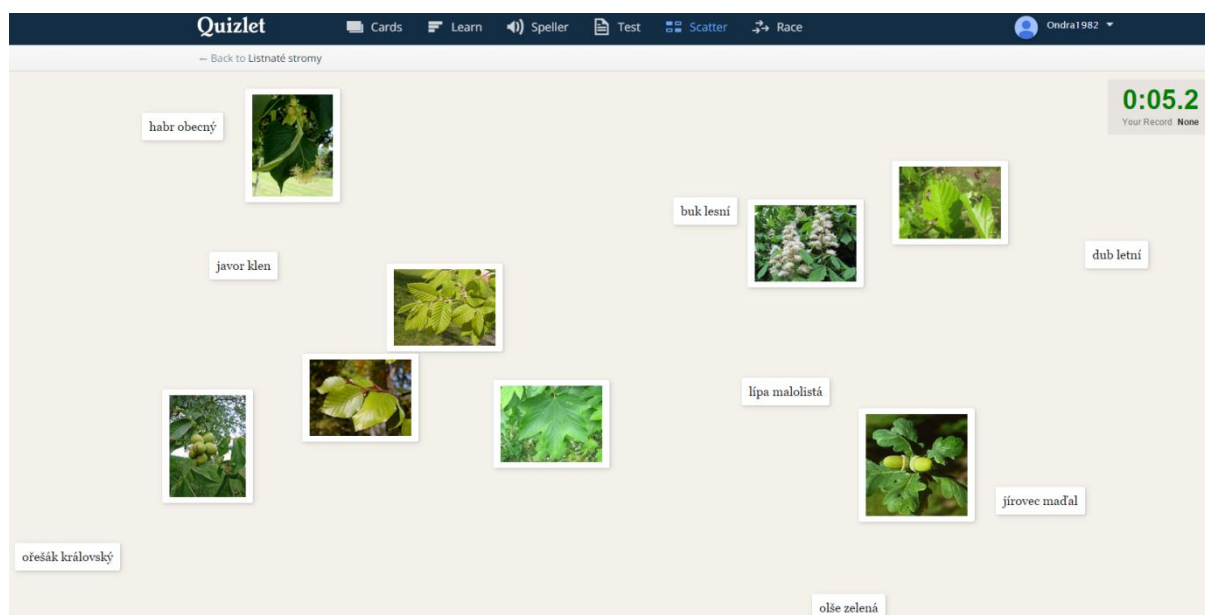 Quizlet
Cards Learn Speller Test Scatter Race
Ondra1982
← Back to Listnaté stromy
0:05.2
Your Record None
habr obecný
buk lesní
dub letní
javor klen
lípa malolistá
jírovec maďal
ořešák královský
olše zelená